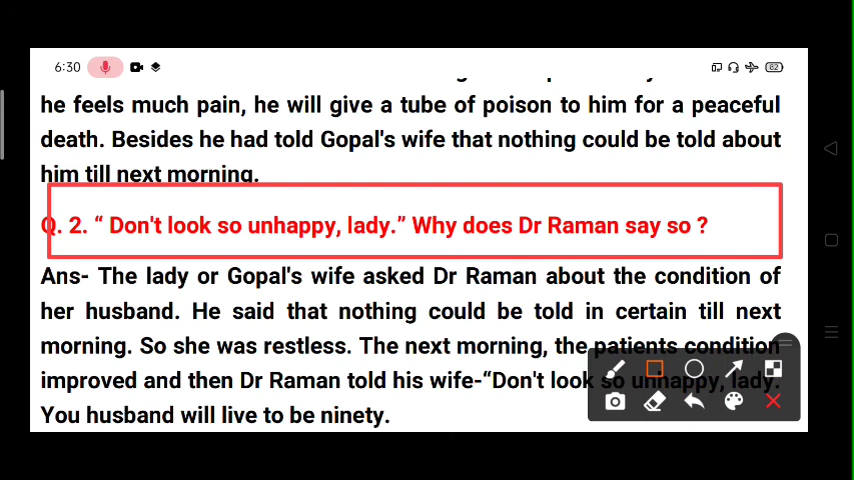 6:30
82
he feels much pain, he will give a tube of poison to him for a peaceful
death. Besides he had told Gopal's wife that nothing could be told about
him till next morning.
Q. 2. “ Don't look so unhappy, lady.” Why does Dr Raman say so ?
Ans- The lady or Gopal's wife asked Dr Raman about the condition of
her husband. He said that nothing could be told in certain till next
morning. So she was restless. The next morning, the patients condition
improved and then Dr Raman told his wife-“Don't look so unhappy, lady.
You husband will live to be ninety.